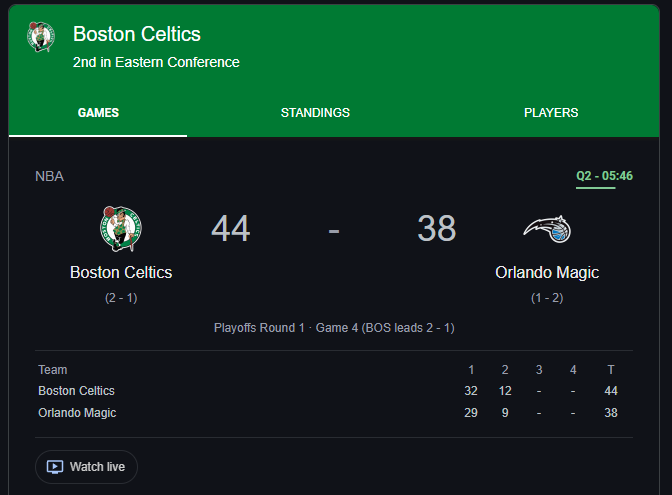 Boston Celtics
2nd in Eastern Conference
GAMES STANDINGS PLAYERS
NBA Q2 - 05:46
44 - 38
Boston Celtics Orlando Magic
(2 - 1) (1 - 2)
Playoffs Round 1 · Game 4 (BOS leads 2 - 1)
Team 1 2 3 4 T
Boston Celtics 32 12 - - 44
Orlando Magic 29 9 - - 38
Watch live